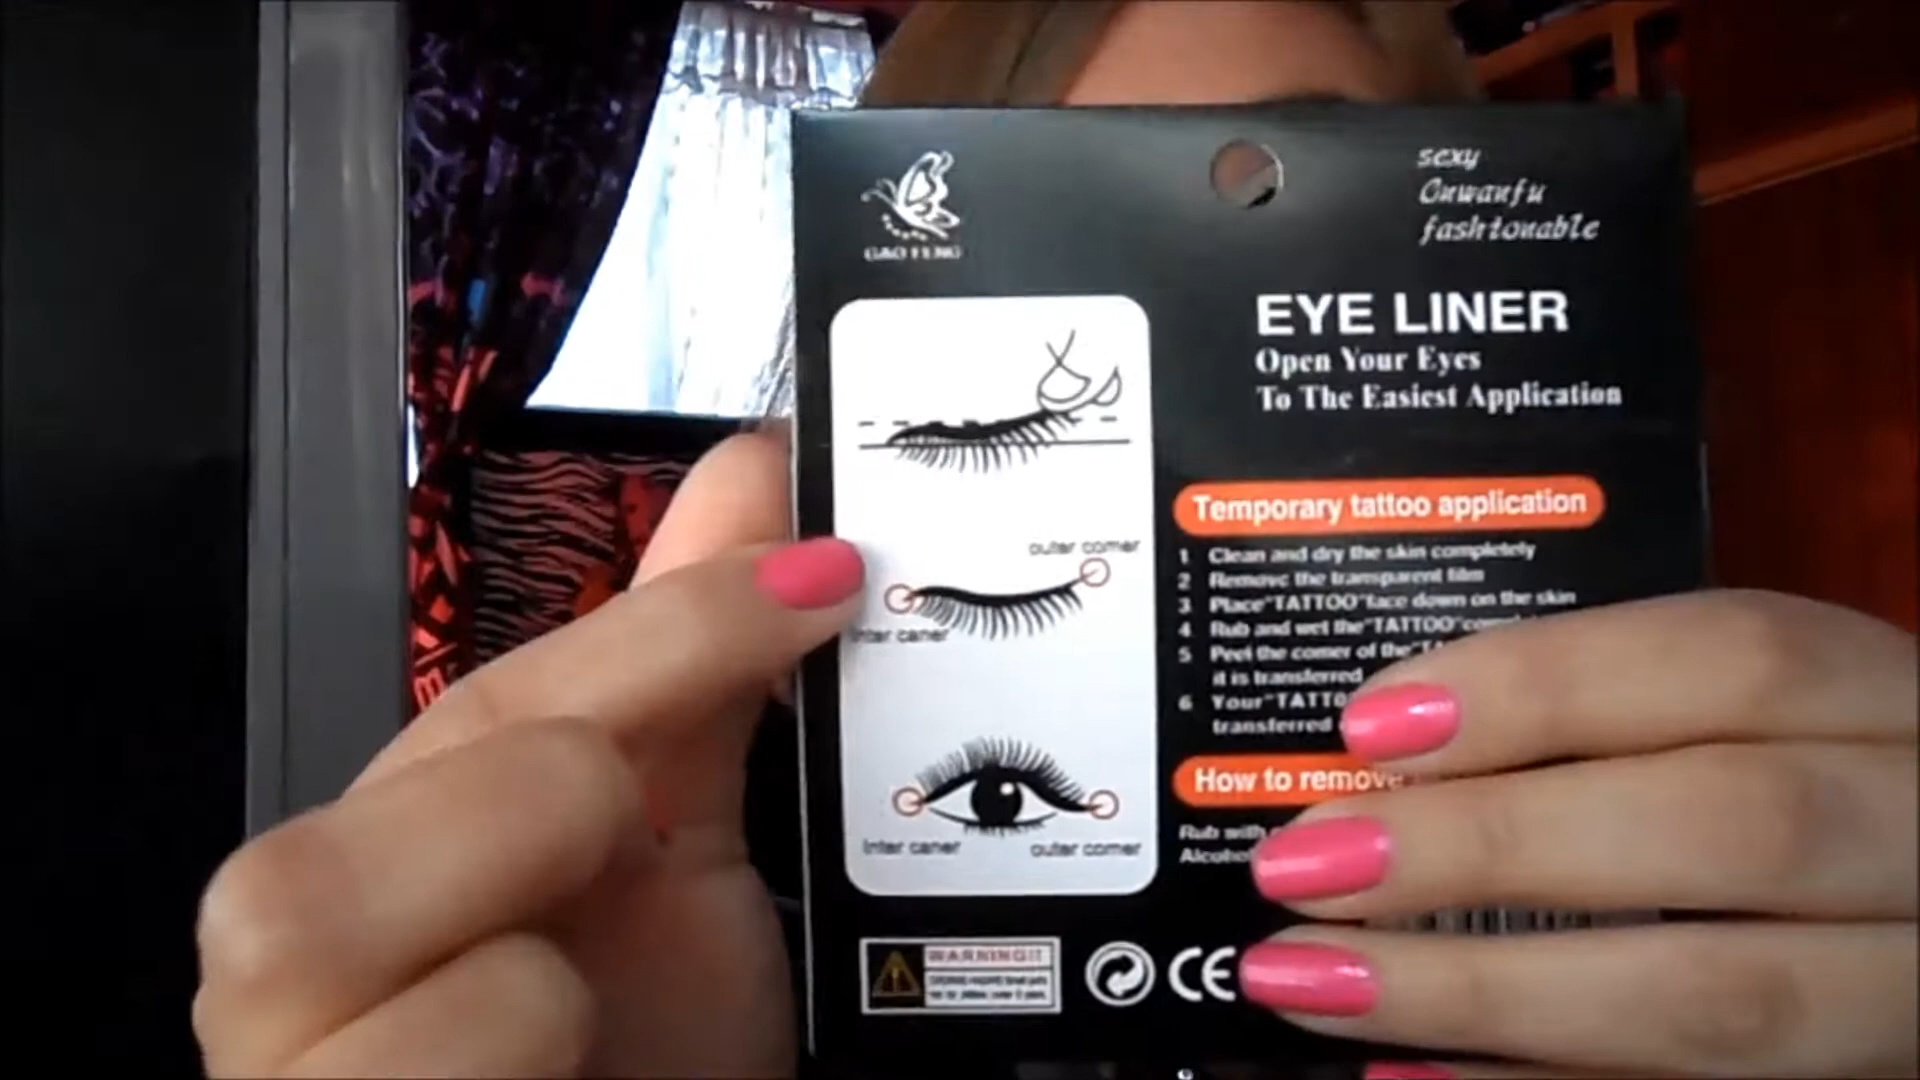 sexy
Onwanfu
fashionable
GAO FENG
EYE LINER
Open Your Eyes
To The Easiest Application
Temporary tattoo application
1 Clean and dry the skin completely
2 Remove the transparent film
3 Place "TATTOO" face down on the skin
4 Rub and wet the "TATTOO"
5 Peel the corner of the
it is transferred
6 Your "TATTO
transferred
How to remove
Rub with
Alcohol
outer corner
inter caner
inter caner
outer corner
WARNING!!
CE